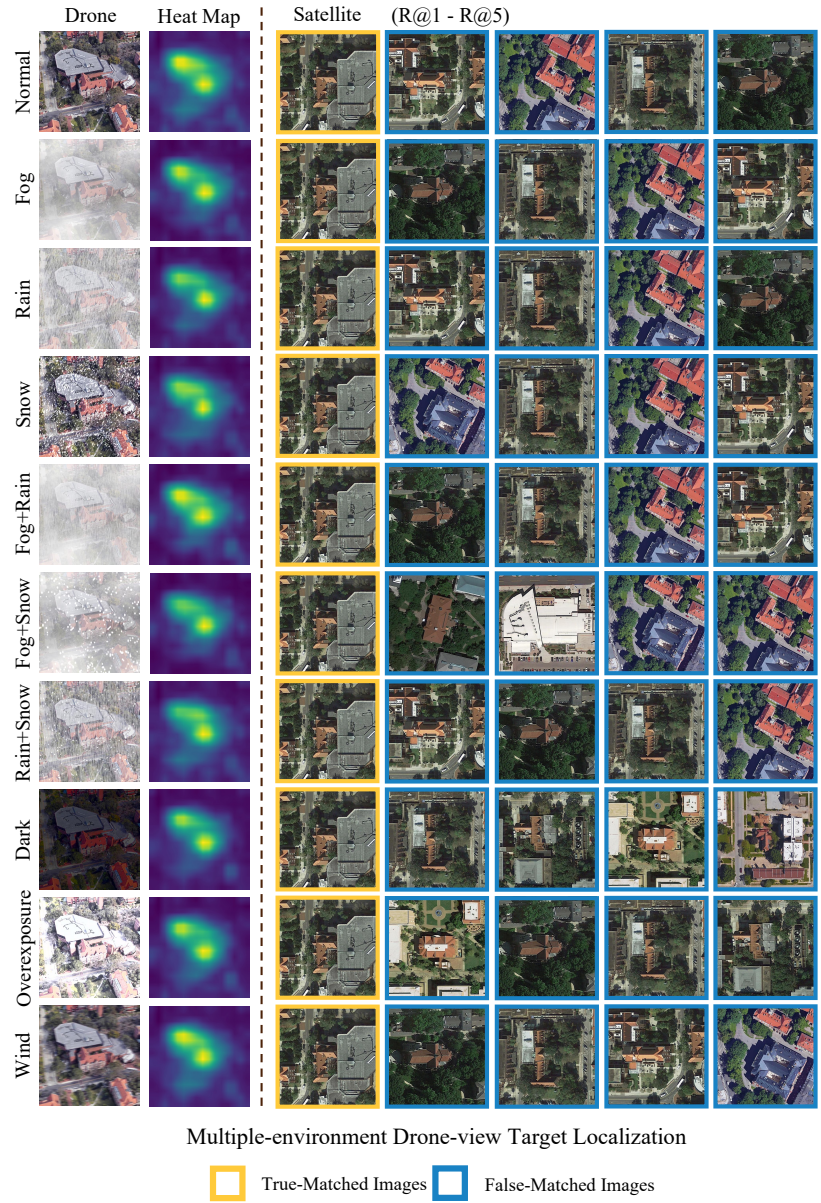 Drone Heat Map Satellite (R@1 - R@5)
Normal
Fog
Rain
Snow
Fog+Rain
Fog+Snow
Rain+Snow
Dark
Overexposure
Wind
Multiple-environment Drone-view Target Localization
True-Matched Images False-Matched Images